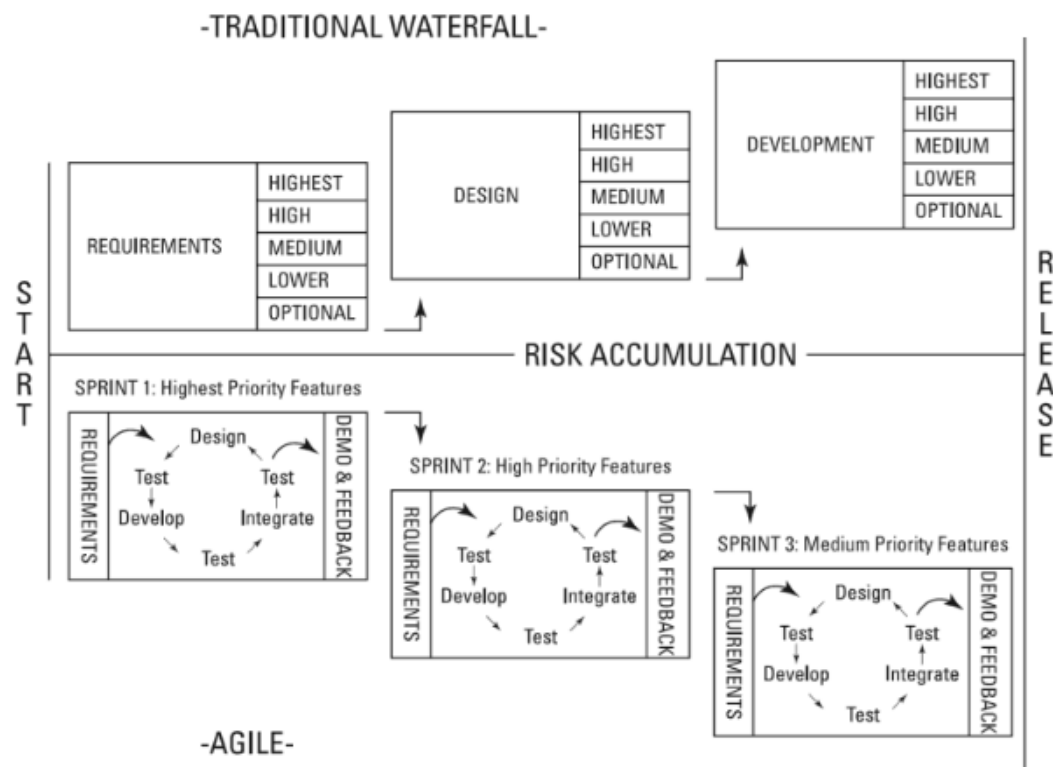 -TRADITIONAL WATERFALL-
REQUIREMENTS
HIGHEST
HIGH
MEDIUM
LOWER
OPTIONAL
DESIGN
HIGHEST
HIGH
MEDIUM
LOWER
OPTIONAL
DEVELOPMENT
HIGHEST
HIGH
MEDIUM
LOWER
OPTIONAL
START
RISK ACCUMULATION
RELEASE
SPRINT 1: Highest Priority Features
REQUIREMENTS
Design
Test
Develop
Test
Integrate
Test
DEMO & FEEDBACK
SPRINT 2: High Priority Features
REQUIREMENTS
Design
Test
Develop
Test
Integrate
Test
DEMO & FEEDBACK
SPRINT 3: Medium Priority Features
REQUIREMENTS
Design
Test
Develop
Test
Integrate
Test
DEMO & FEEDBACK
-AGILE-